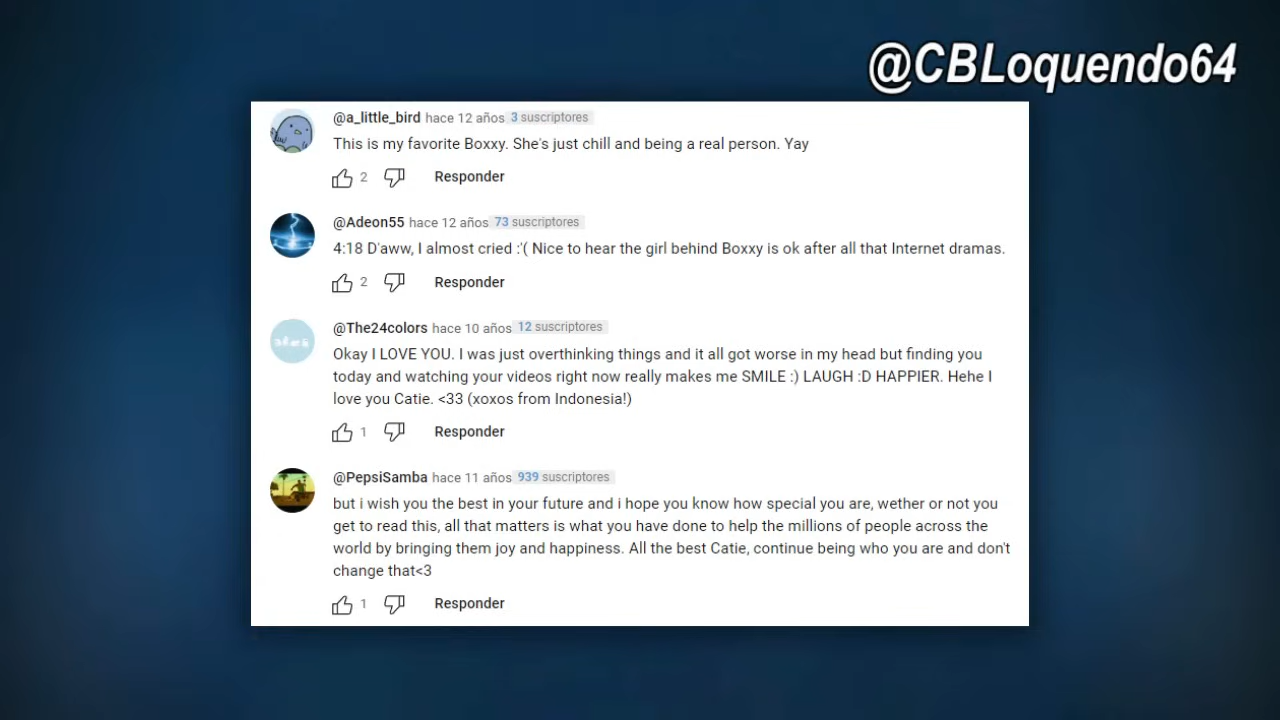 @CBLoquendo64
@a_little_bird hace 12 años 3 suscriptores
This is my favorite Boxxy. She's just chill and being a real person. Yay
2 Responder
@Adeon55 hace 12 años 73 suscriptores
4:18 D'aww, I almost cried :'( Nice to hear the girl behind Boxxy is ok after all that Internet dramas.
2 Responder
@The24colors hace 10 años 12 suscriptores
Okay I LOVE YOU. I was just overthinking things and it all got worse in my head but finding you
today and watching your videos right now really makes me SMILE :) LAUGH :D HAPPIER. Hehe I
love you Catie. <33 (xoxos from Indonesia!)
1 Responder
@PepsiSamba hace 11 años 939 suscriptores
but i wish you the best in your future and i hope you know how special you are, wether or not you
get to read this, all that matters is what you have done to help the millions of people across the
world by bringing them joy and happiness. All the best Catie, continue being who you are and don't
change that<3
1 Responder